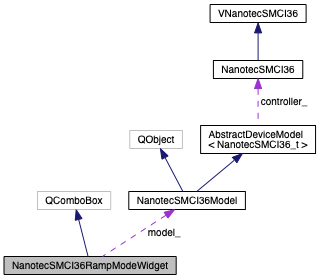 VNanotecSMCI36
NanotecSMCI36
controller_
AbstractDeviceModel
< NanotecSMCI36_t >
QObject
QComboBox
NanotecSMCI36Model
model_
NanotecSMCI36RampModeWidget